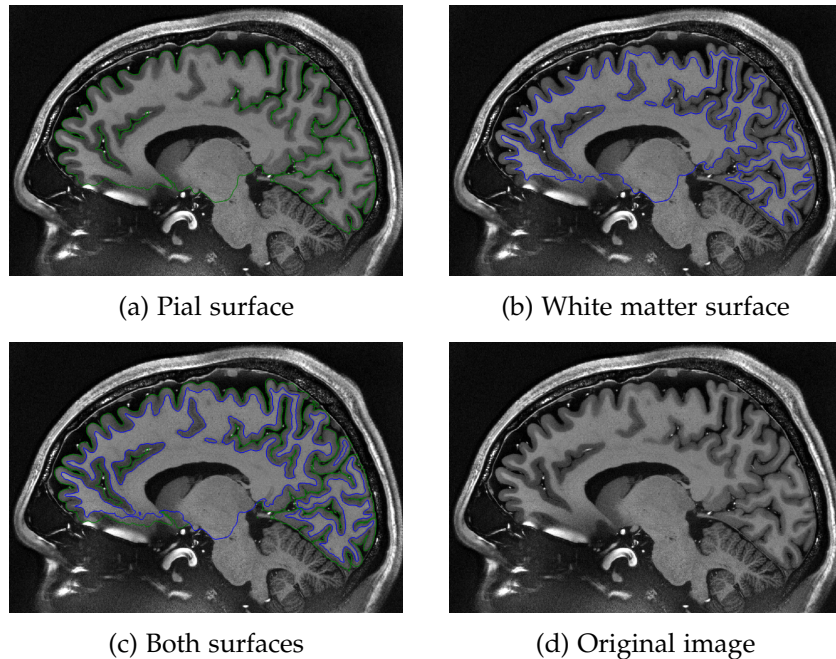 (a) Pial surface
(b) White matter surface
(c) Both surfaces
(d) Original image